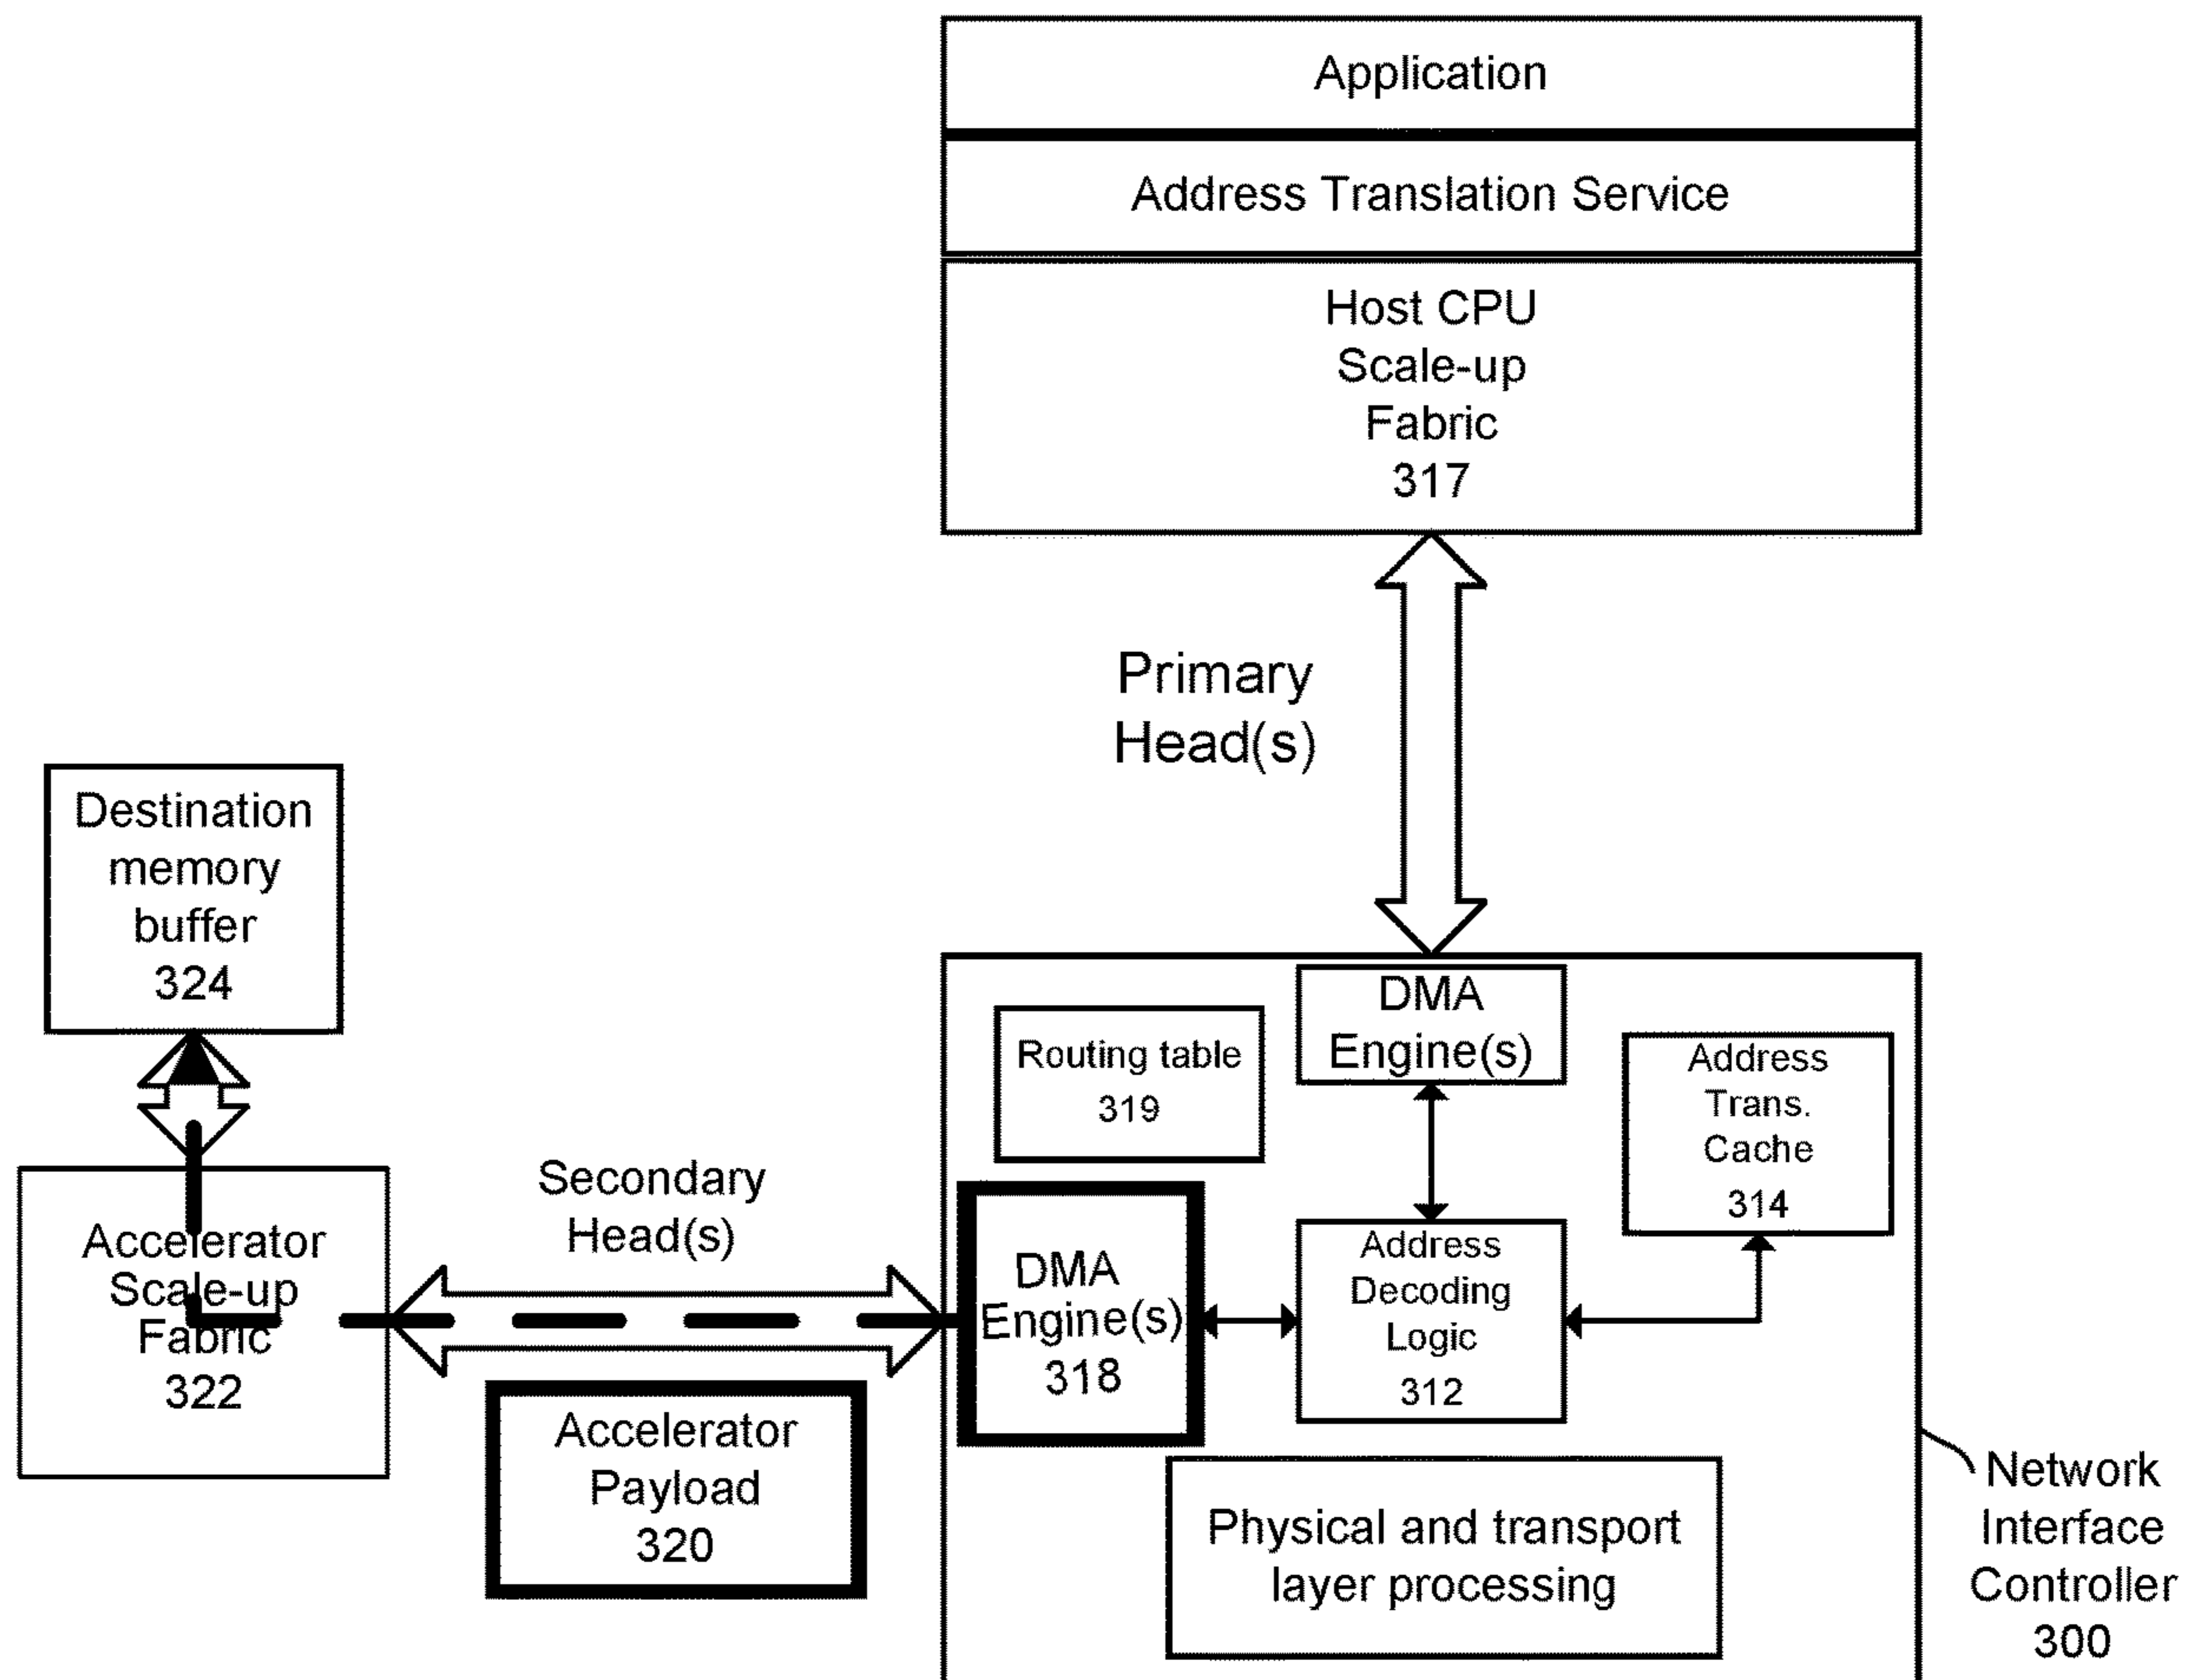 Application
Address Translation Service
Host CPU
Scale-up
Fabric
317
Primary
Head(s)
Destination
memory
buffer
324
Accelerator
Scale-up
Fabric
322
Secondary
Head(s)
Accelerator
Payload
320
DMA
Engine(s)
Routing table
319
Address
Trans.
Cache
314
DMA
Engine(s)
318
Address
Decoding
Logic
312
Physical and transport
layer processing
Network
Interface
Controller
300